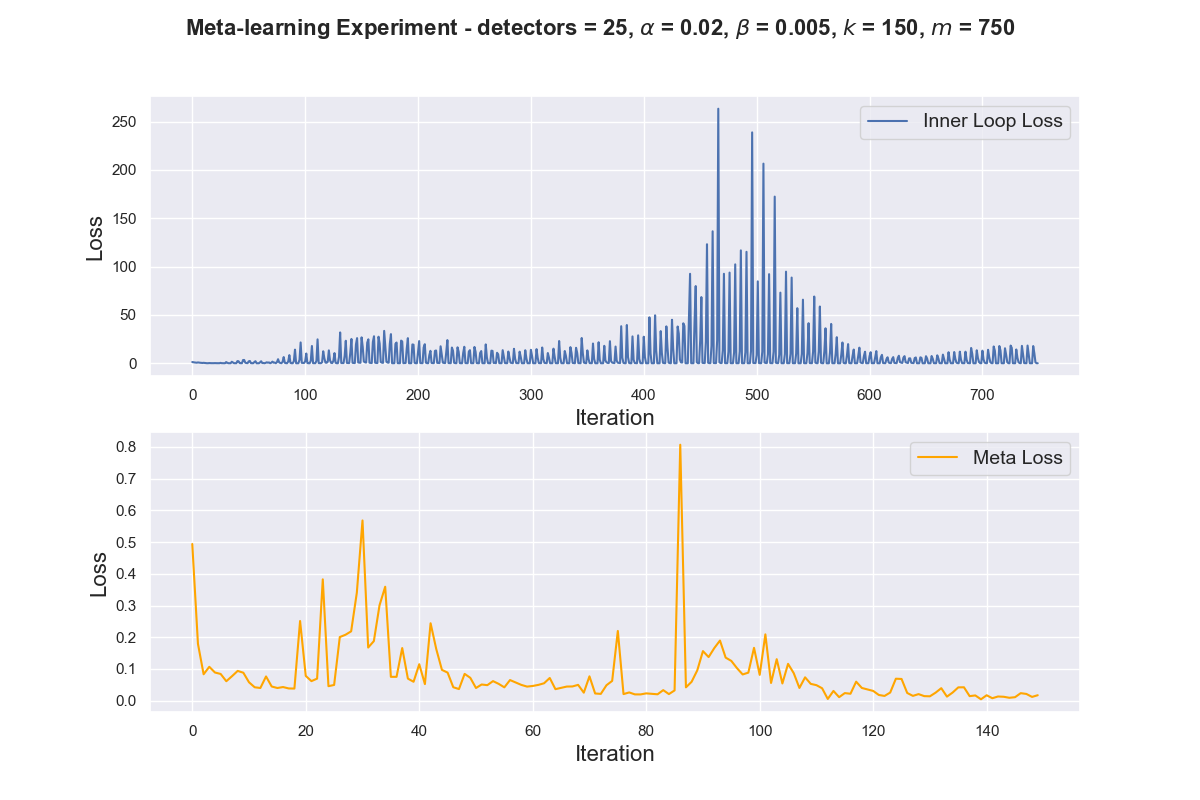 Meta-learning Experiment - detectors = 25, α = 0.02, β = 0.005, k = 150, m = 750
250
200
150
100
50
0
Loss
Inner Loop Loss
0 100 200 300 400 500 600 700
Iteration
0.8
0.7
0.6
0.5
0.4
0.3
0.2
0.1
0.0
Loss
Meta Loss
0 20 40 60 80 100 120 140
Iteration